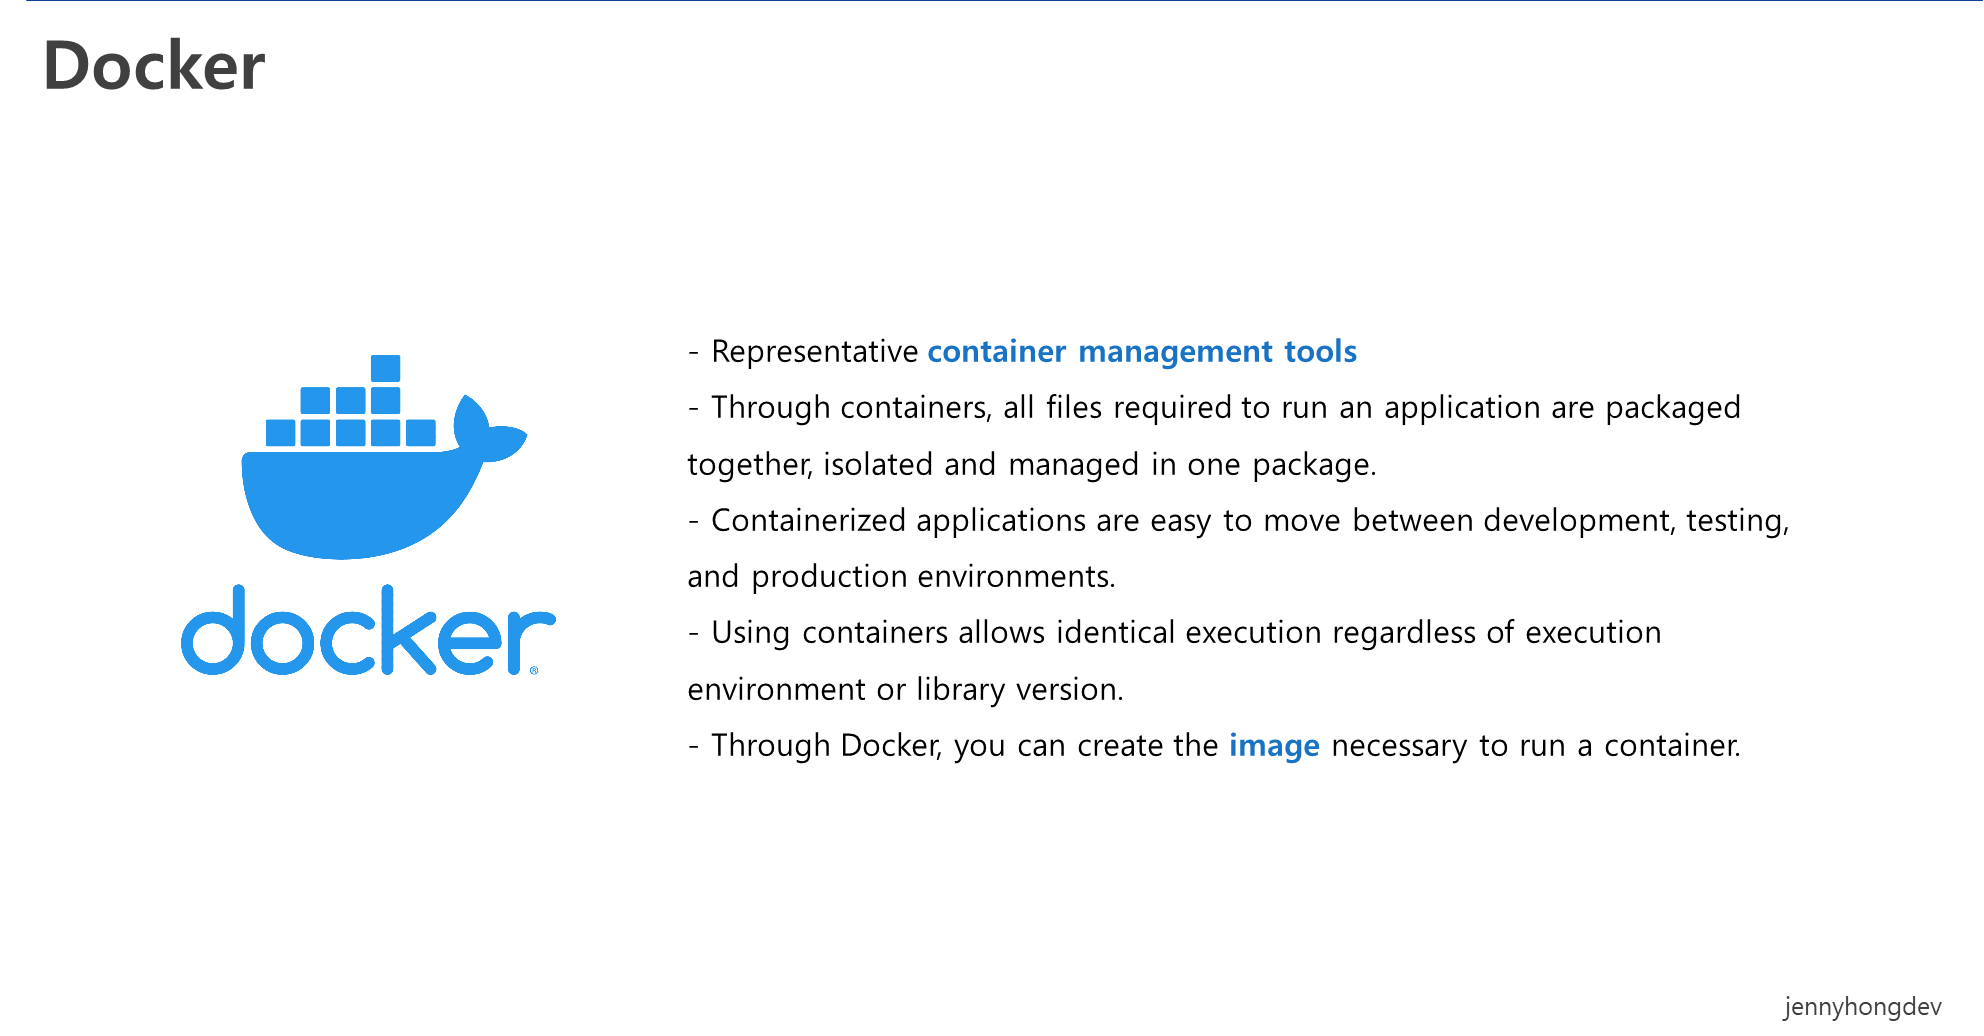 Docker
docker®
- Representative container management tools
- Through containers, all files required to run an application are packaged
together, isolated and managed in one package.
- Containerized applications are easy to move between development, testing,
and production environments.
- Using containers allows identical execution regardless of execution
environment or library version.
- Through Docker, you can create the image necessary to run a container.
jennyhongdev